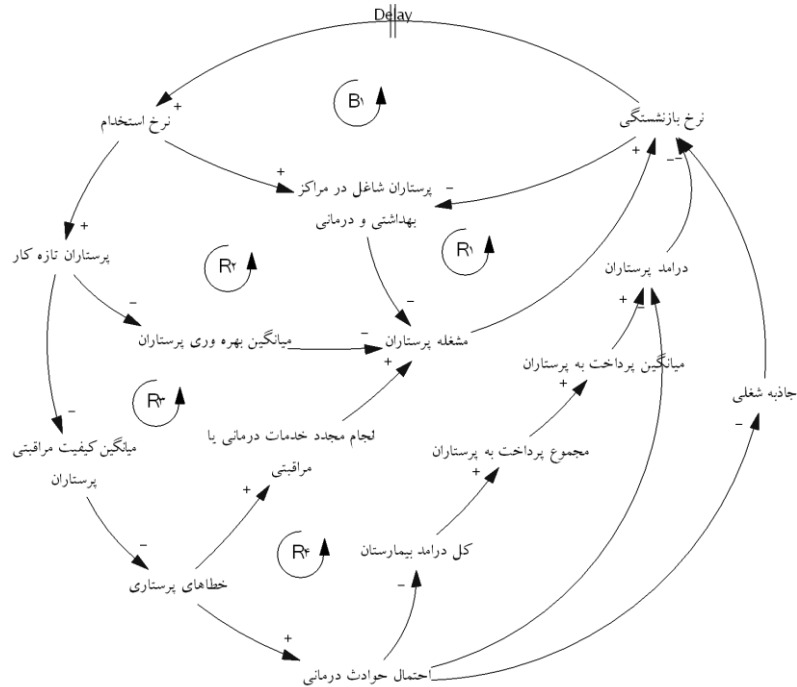 Delay
B۱
+
نرخ استخدام
نرخ بازنشستگی
+
+
--
-
پرستاران شاغل در مراکز
بهداشتی و درمانی
+
پرستاران تازه کار
R۲
R۱
درامد پرستاران
-
-
+
-
میانگین بهره وری پرستاران
-
مشغله پرستاران
+
میانگین پرداخت به پرستاران
+
جاذبه شغلی
-
R۳
-
انجام مجدد خدمات درمانی یا
مراقبتی
میانگین کیفیت مراقبتی
پرستاران
مجموع پرداخت به پرستاران
+
+
-
R۴
کل درامد بیمارستان
-
خطاهای پرستاری
+
احتمال حوادث درمانی